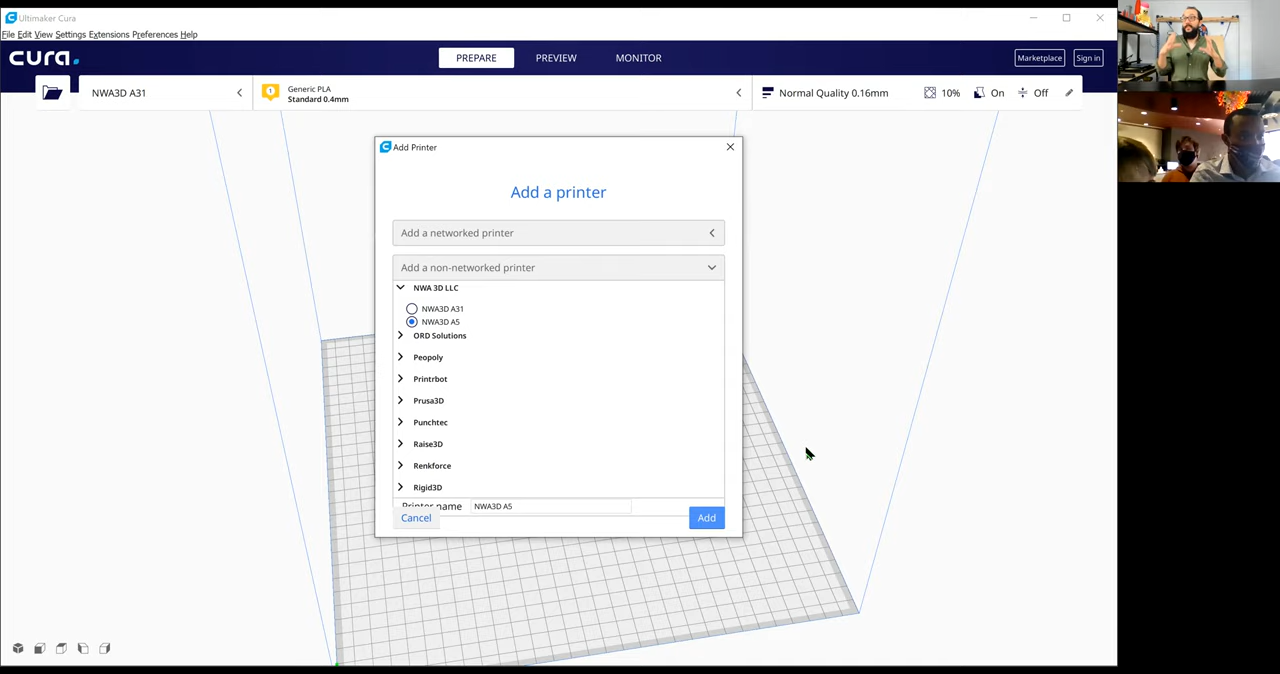 Ultimaker Cura
File Edit View Settings Extensions Preferences Help
cura.
PREPARE PREVIEW MONITOR
Marketplace Sign in
NWA3D A31
1 Generic PLA
Standard 0.4mm
Normal Quality 0.16mm 10% On Off
Add Printer
Add a printer
Add a networked printer
Add a non-networked printer
NWA 3D LLC
NWA3D A31
NWA3D A5
ORD Solutions
Peopoly
Printrbot
Prusa3D
Punchtec
Raise3D
Renkforce
Rigid3D
Printer name NWA3D A5
Cancel Add